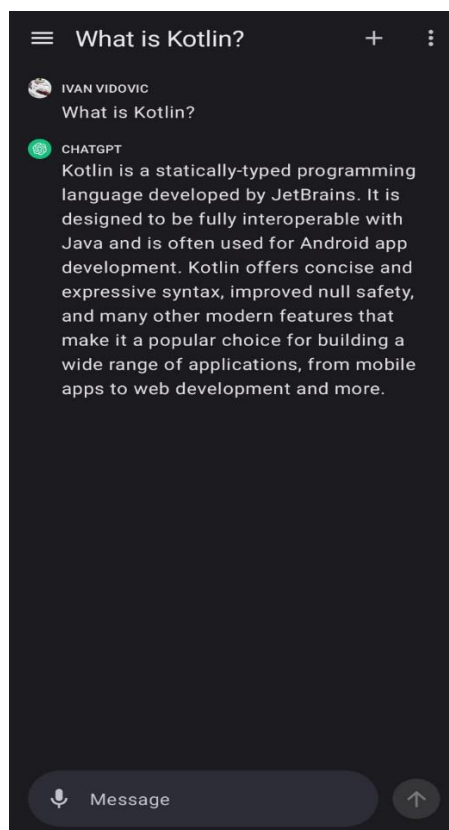 What is Kotlin?
IVAN VIDOVIC
What is Kotlin?
CHATGPT
Kotlin is a statically-typed programming
language developed by JetBrains. It is
designed to be fully interoperable with
Java and is often used for Android app
development. Kotlin offers concise and
expressive syntax, improved null safety,
and many other modern features that
make it a popular choice for building a
wide range of applications, from mobile
apps to web development and more.
Message